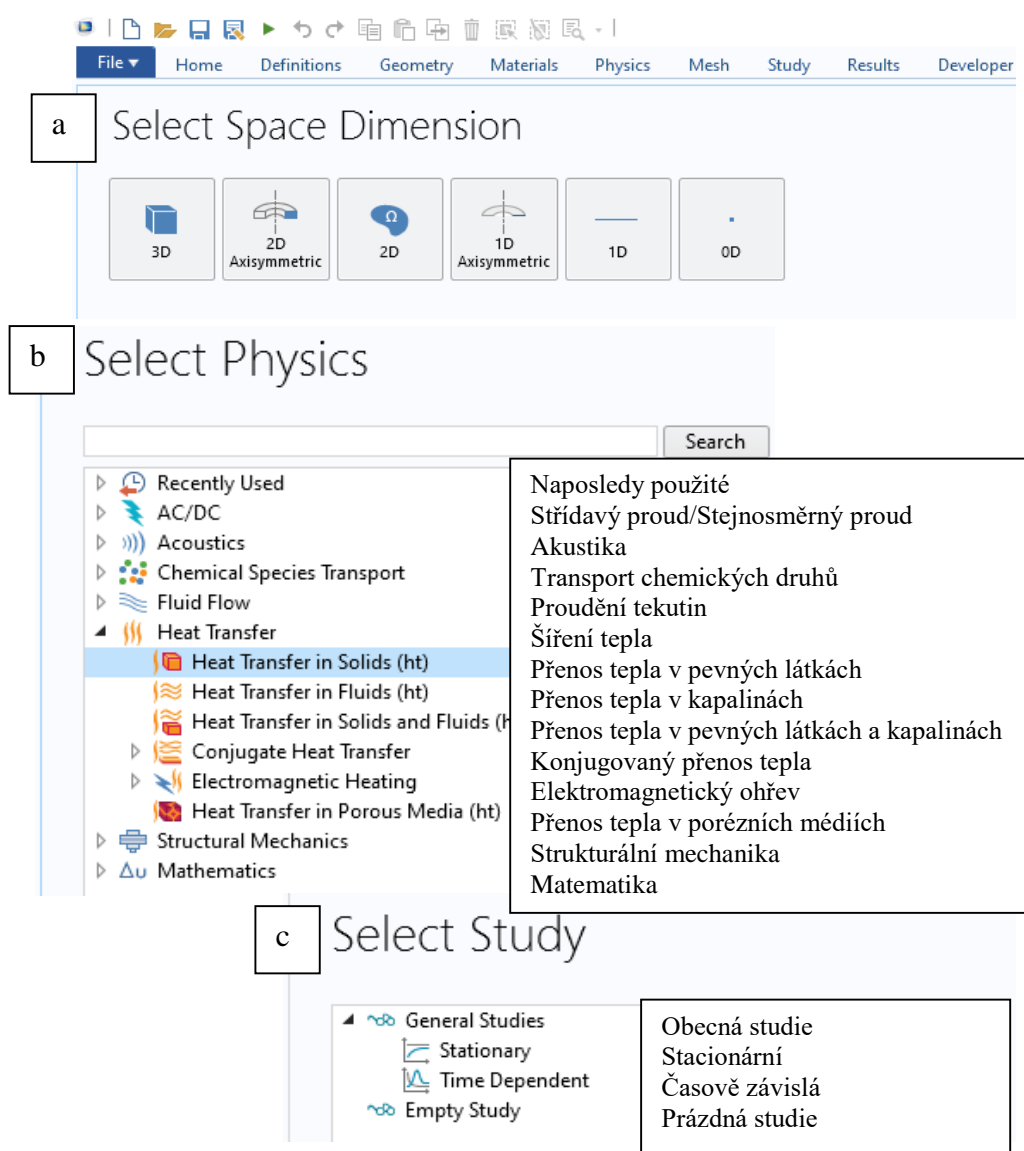 File Home Definitions Geometry Materials Physics Mesh Study Results Developer
a
Select Space Dimension
3D
2D Axisymmetric
Ω
2D
1D Axisymmetric
1D
0D
b
Select Physics
Search
Recently Used
AC/DC
Acoustics
Chemical Species Transport
Fluid Flow
Heat Transfer
Heat Transfer in Solids (ht)
Heat Transfer in Fluids (ht)
Heat Transfer in Solids and Fluids (h
Conjugate Heat Transfer
Electromagnetic Heating
Heat Transfer in Porous Media (ht)
Structural Mechanics
Δu Mathematics
Naposledy použité
Střídavý proud/Stejnosměrný proud
Akustika
Transport chemických druhů
Proudění tekutin
Šíření tepla
Přenos tepla v pevných látkách
Přenos tepla v kapalinách
Přenos tepla v pevných látkách a kapalinách
Konjugovaný přenos tepla
Elektromagnetický ohřev
Přenos tepla v porézních médiích
Strukturální mechanika
Matematika
c
Select Study
General Studies
Stationary
Time Dependent
Empty Study
Obecná studie
Stacionární
Časově závislá
Prázdná studie